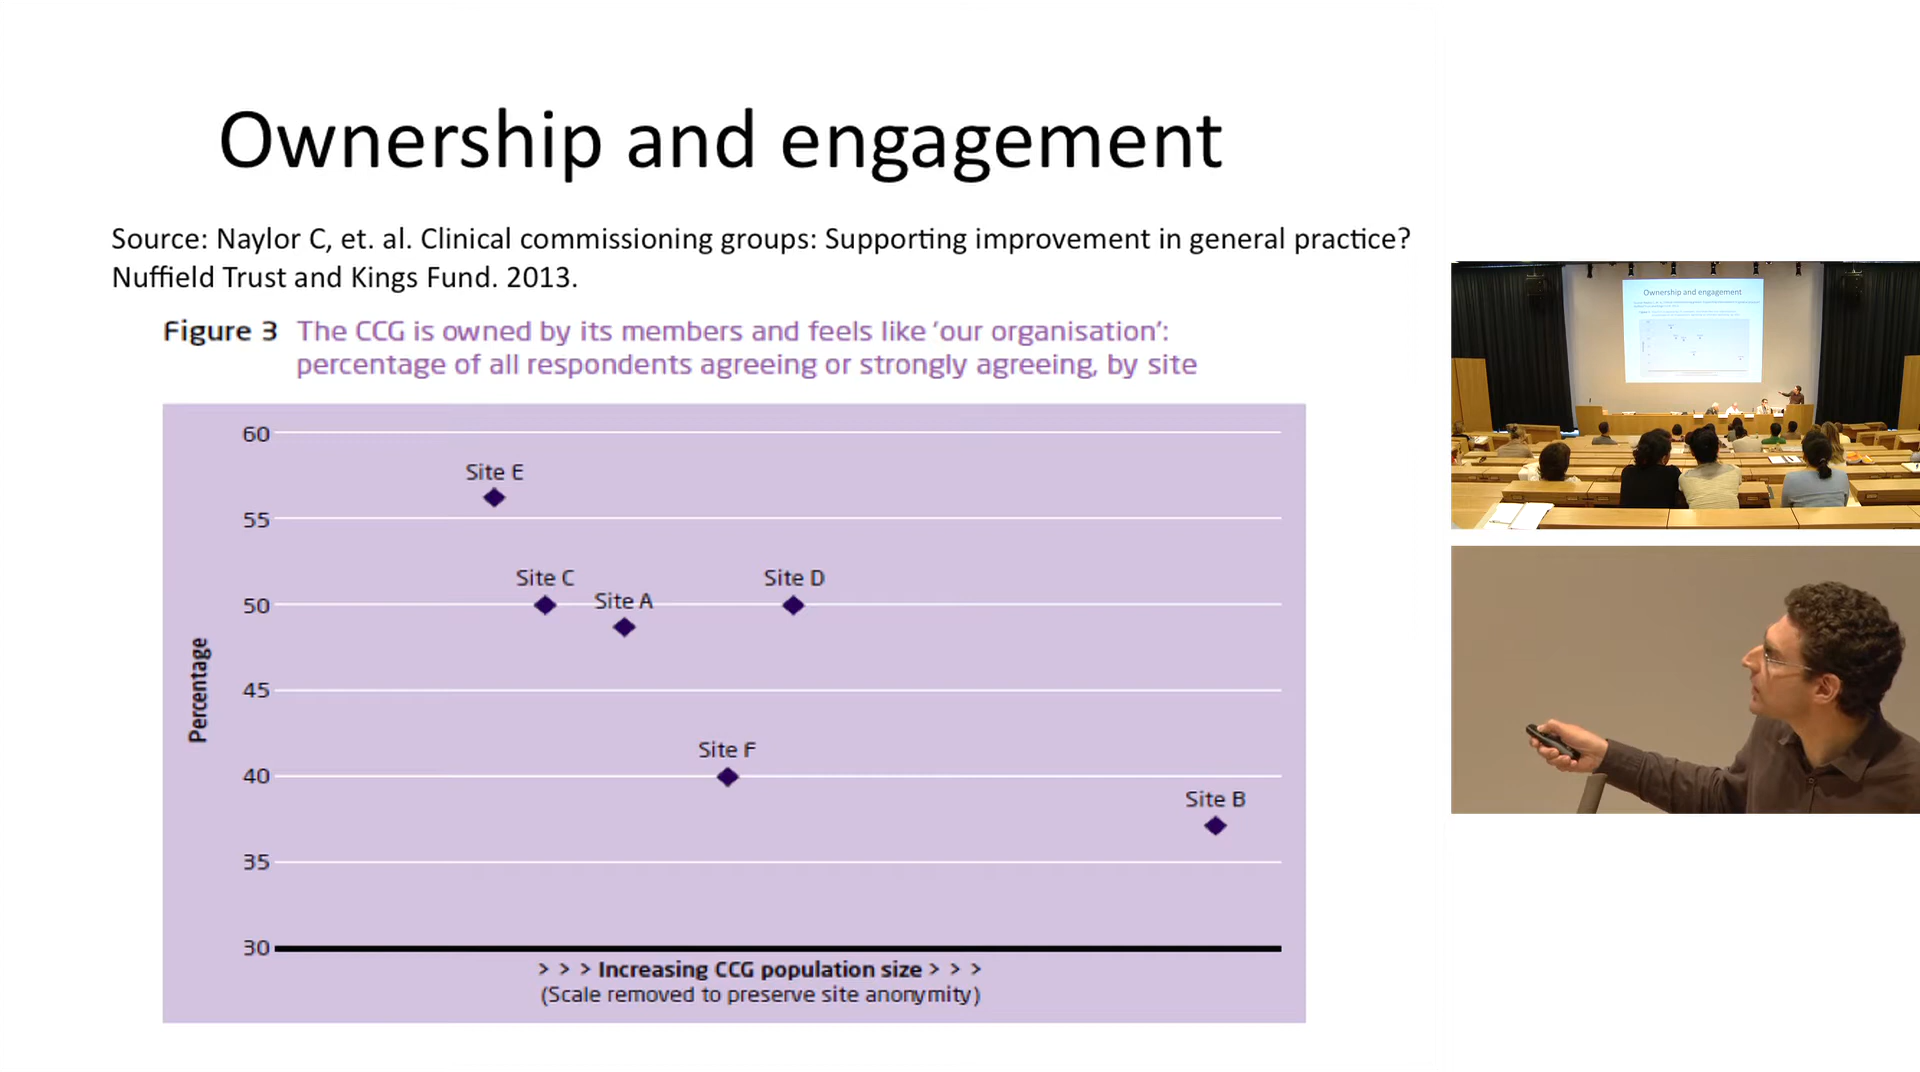 Ownership and engagement
Source: Naylor C, et. al. Clinical commissioning groups: Supporting improvement in general practice?
Nuffield Trust and Kings Fund. 2013.
Figure 3 The CCG is owned by its members and feels like ‘our organisation’:
percentage of all respondents agreeing or strongly agreeing, by site
60
Site E
55
Site C
Site D
Site A
50
Percentage
45
Site F
40
Site B
35
30
> > > Increasing CCG population size > > >
(Scale removed to preserve site anonymity)
Ownership and engagement